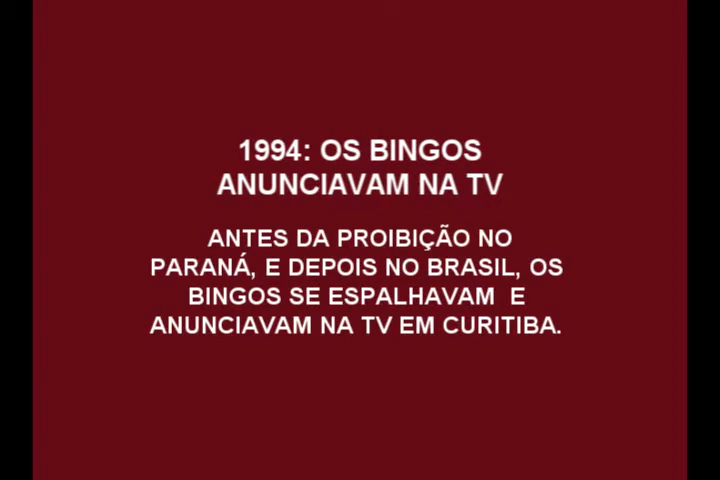 1994: OS BINGOS
ANUNCIAVAM NA TV
ANTES DA PROIBIÇÃO NO
PARANÁ, E DEPOIS NO BRASIL, OS
BINGOS SE ESPALHAVAM  E
ANUNCIAVAM NA TV EM CURITIBA.